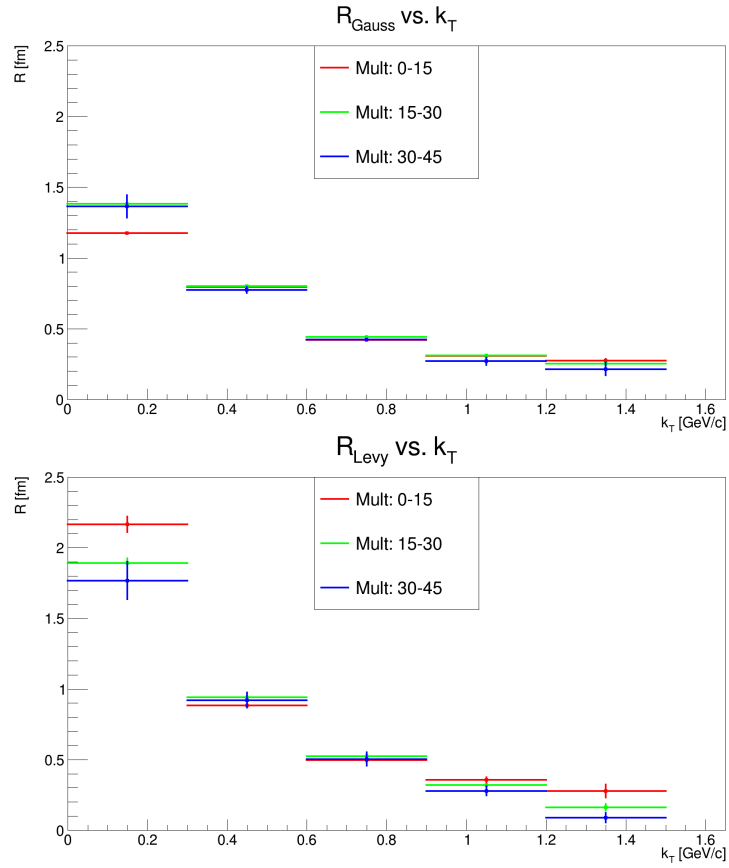 R_Gauss vs. k_T
R [fm]
2.5
2
1.5
1
0.5
0
Mult: 0-15
Mult: 15-30
Mult: 30-45
0 0.2 0.4 0.6 0.8 1 1.2 1.4 1.6
k_T [GeV/c]
R_Levy vs. k_T
R [fm]
2.5
2
1.5
1
0.5
0
Mult: 0-15
Mult: 15-30
Mult: 30-45
0 0.2 0.4 0.6 0.8 1 1.2 1.4 1.6
k_T [GeV/c]